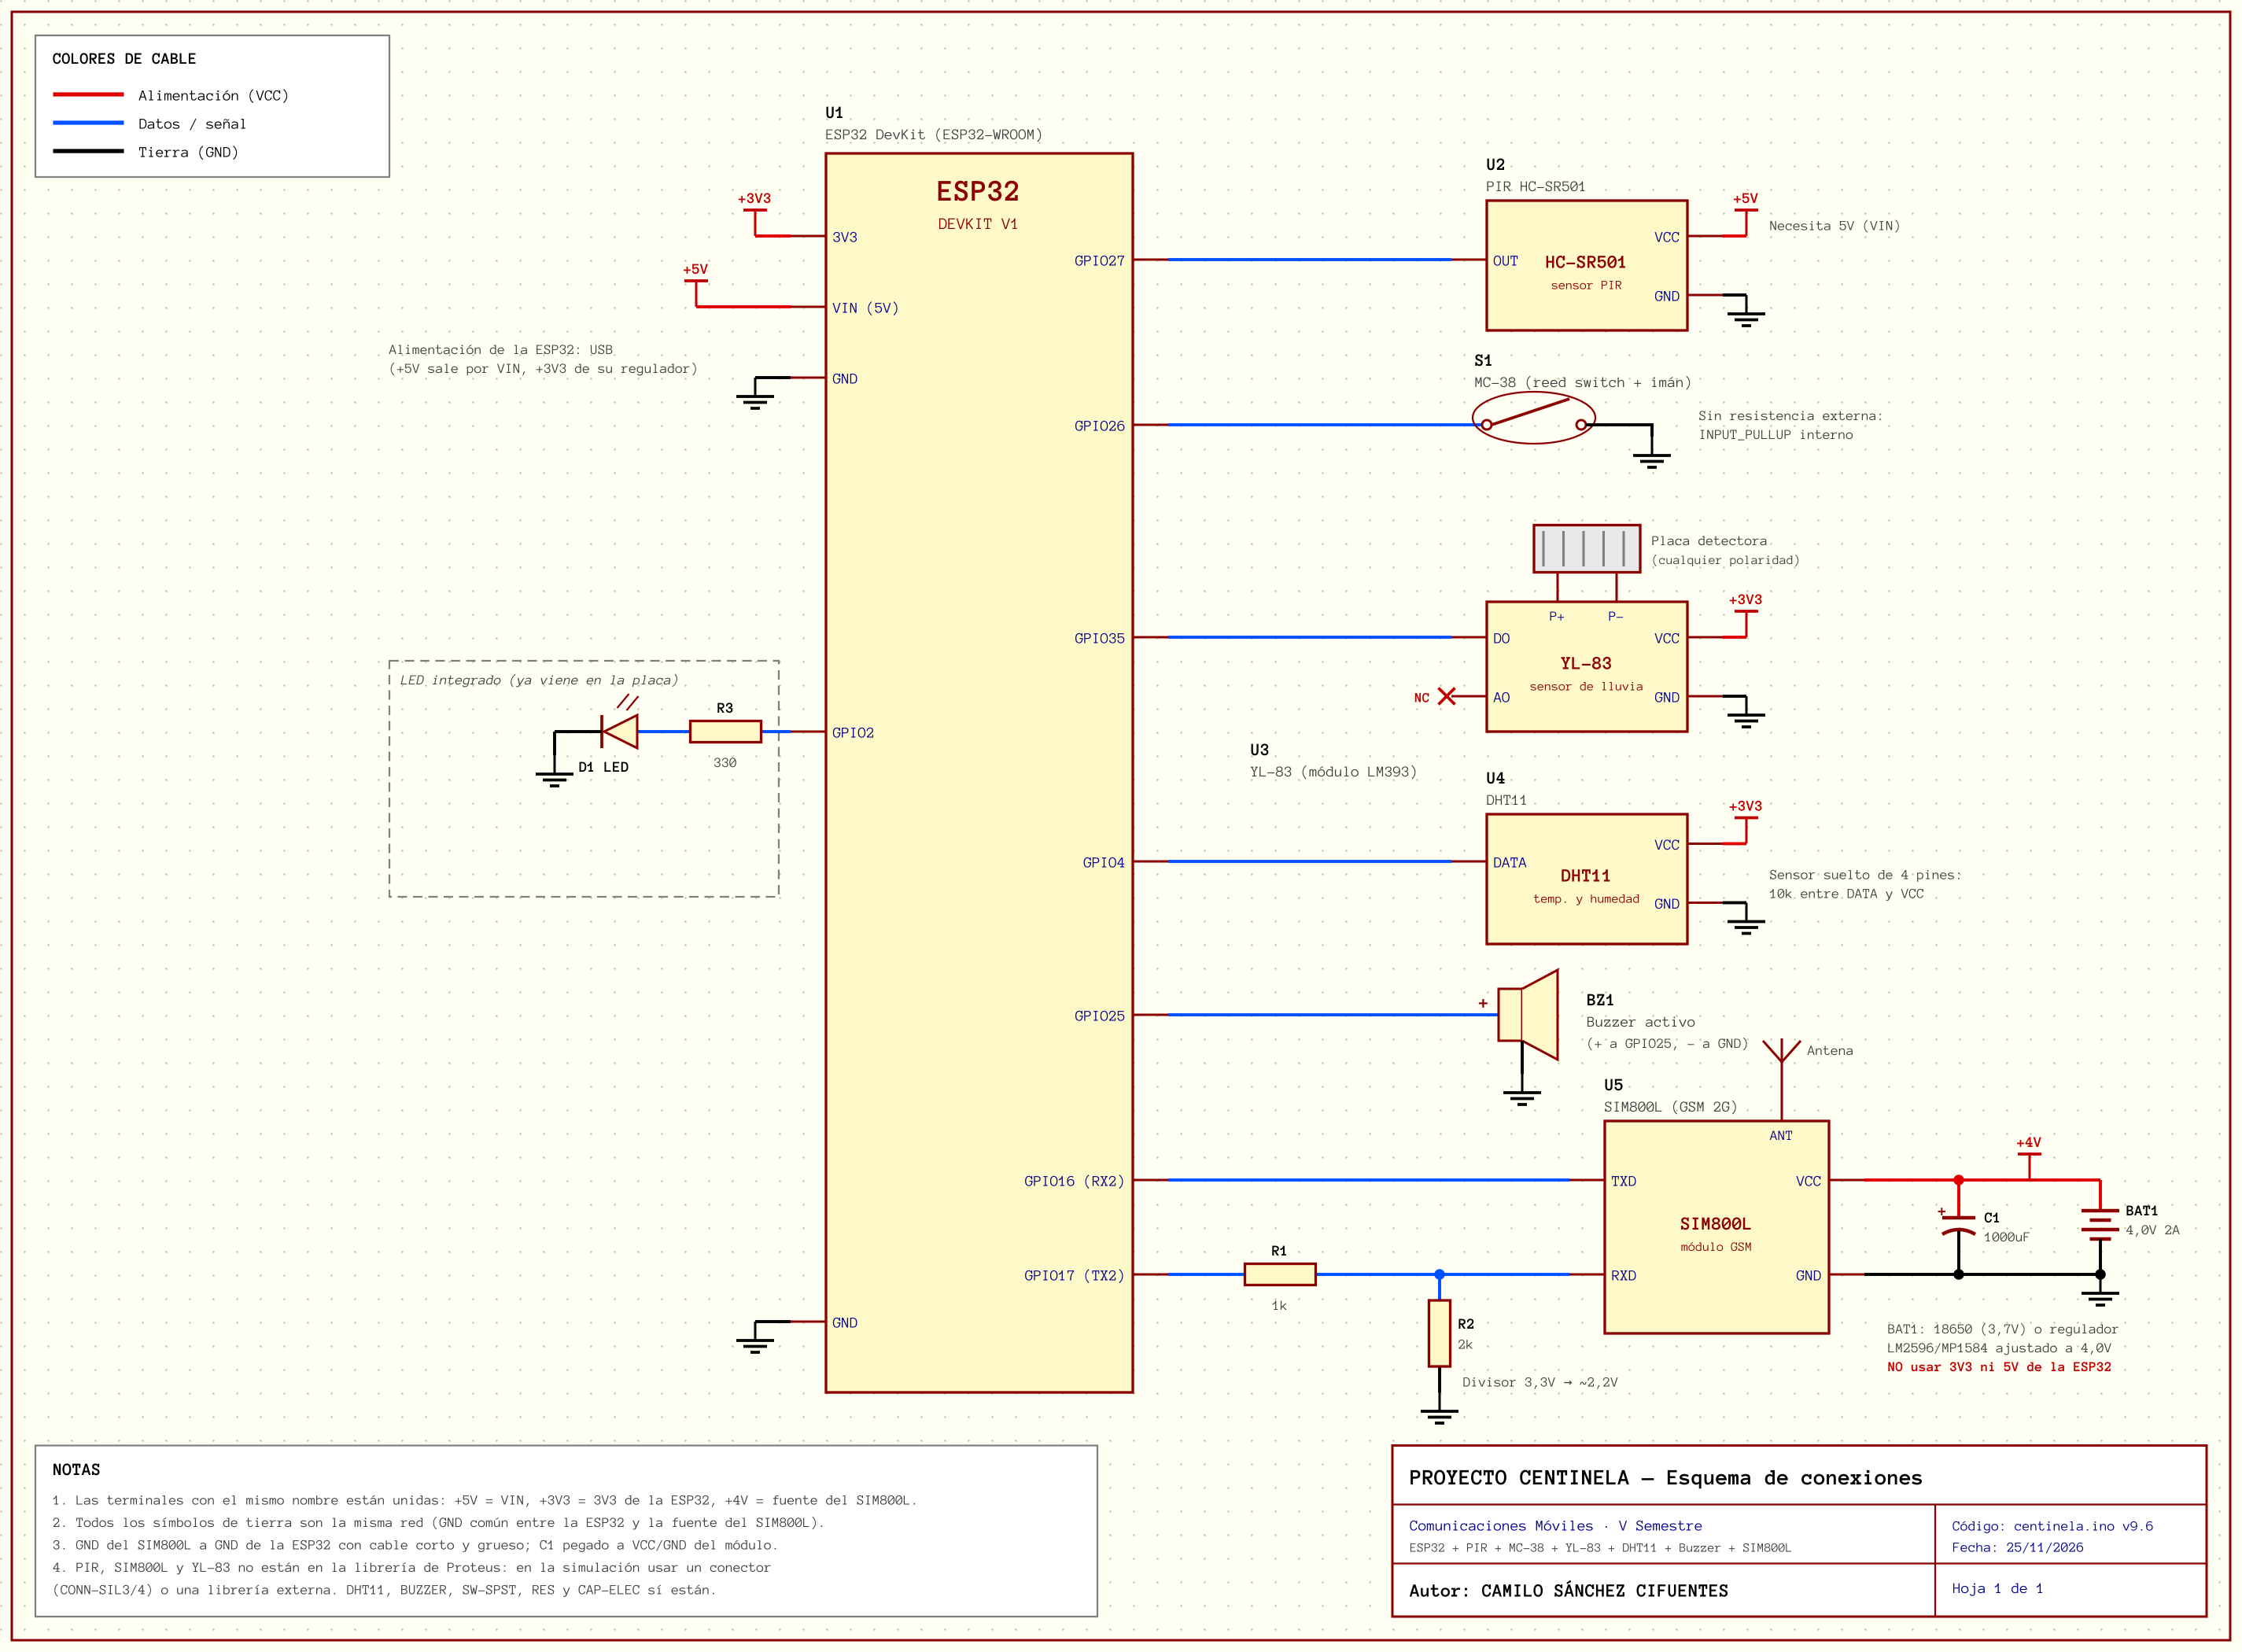 COLORES DE CABLE
Alimentación (VCC)
Datos / señal
Tierra (GND)
U1
ESP32 DevKit (ESP32-WROOM)
ESP32
DEVKIT V1
+3V3
3V3
+5V
VIN (5V)
Alimentación de la ESP32: USB
(+5V sale por VIN, +3V3 de su regulador)
GND
GPIO27
GPIO26
GPIO35
LED integrado (ya viene en la placa)
R3
330
D1 LED
GPIO2
GPIO4
GPIO25
GPIO16 (RX2)
GPIO17 (TX2)
GND
U2
PIR HC-SR501
+5V
Necesita 5V (VIN)
VCC
OUT
HC-SR501
sensor PIR
GND
S1
MC-38 (reed switch + imán)
Sin resistencia externa:
INPUT_PULLUP interno
Placa detectora
(cualquier polaridad)
P+
P-
+3V3
DO
VCC
YL-83
sensor de lluvia
NC
AO
GND
U3
YL-83 (módulo LM393)
U4
DHT11
+3V3
VCC
DATA
DHT11
temp. y humedad
GND
Sensor suelto de 4 pines:
10k entre DATA y VCC
+
BZ1
Buzzer activo
(+ a GPIO25, - a GND)
Antena
U5
SIM800L (GSM 2G)
ANT
+4V
TXD
VCC
SIM800L
módulo GSM
RXD
GND
+
C1
1000uF
BAT1
4,0V 2A
R1
1k
R2
2k
Divisor 3,3V → ~2,2V
BAT1: 18650 (3,7V) o regulador
LM2596/MP1584 ajustado a 4,0V
NO usar 3V3 ni 5V de la ESP32
NOTAS
1. Las terminales con el mismo nombre están unidas: +5V = VIN, +3V3 = 3V3 de la ESP32, +4V = fuente del SIM800L.
2. Todos los símbolos de tierra son la misma red (GND común entre la ESP32 y la fuente del SIM800L).
3. GND del SIM800L a GND de la ESP32 con cable corto y grueso; C1 pegado a VCC/GND del módulo.
4. PIR, SIM800L y YL-83 no están en la librería de Proteus: en la simulación usar un conector
(CONN-SIL3/4) o una librería externa. DHT11, BUZZER, SW-SPST, RES y CAP-ELEC sí están.
PROYECTO CENTINELA — Esquema de conexiones
Comunicaciones Móviles · V Semestre
ESP32 + PIR + MC-38 + YL-83 + DHT11 + Buzzer + SIM800L
Código: centinela.ino v9.6
Fecha: 25/11/2026
Autor: CAMILO SÁNCHEZ CIFUENTES
Hoja 1 de 1